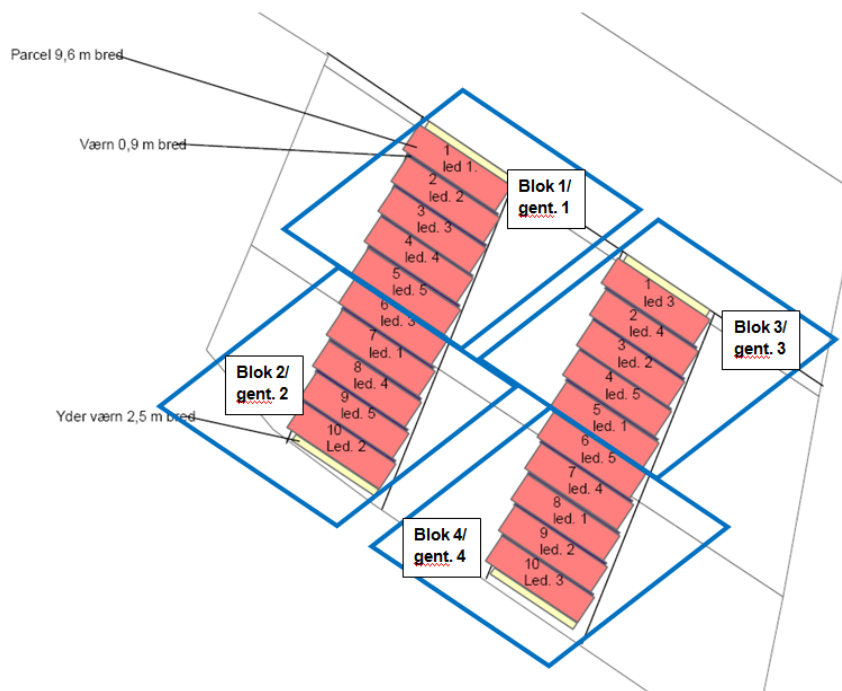 Parcel 9,6 m bred
Værn 0,9 m bred
Yder værn 2,5 m bred
Blok 1/
gent. 1
1
led 1.
2
led. 2
3
led. 3
4
led. 4
5
led. 5
Blok 2/
gent. 2
6
led. 3
7
led. 1
8
led. 4
9
led. 5
10
Led. 2
Blok 3/
gent. 3
1
led 3
2
led. 4
3
led. 2
4
led. 5
5
led. 1
Blok 4/
gent. 4
6
led. 5
7
led. 4
8
led. 1
9
led. 2
10
Led. 3